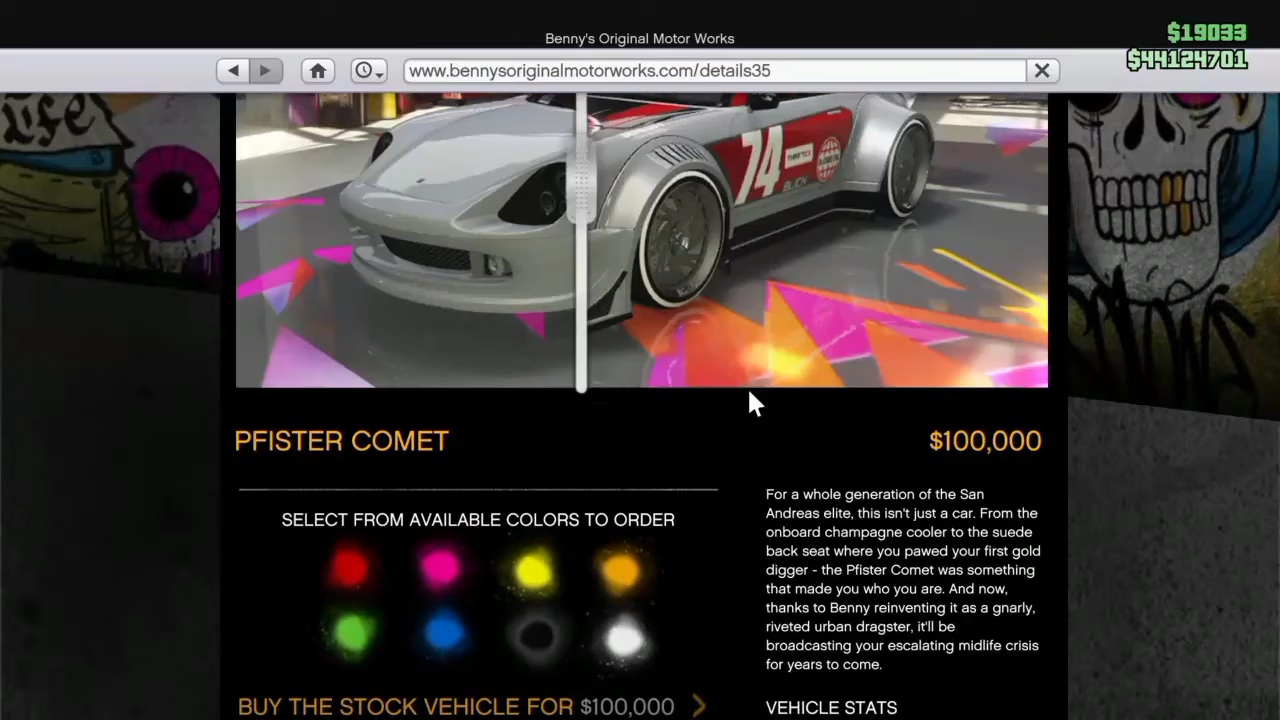 Benny's Original Motor Works
$19033
$44124701
www.bennysoriginalmotorworks.com/details35
Life
74
PFISTER COMET
$100,000
SELECT FROM AVAILABLE COLORS TO ORDER
BUY THE STOCK VEHICLE FOR $100,000
For a whole generation of the San
Andreas elite, this isn't just a car. From the
onboard champagne cooler to the suede
back seat where you pawed your first gold
digger - the Pfister Comet was something
that made you who you are. And now,
thanks to Benny reinventing it as a gnarly,
riveted urban dragster, it'll be
broadcasting your escalating midlife crisis
for years to come.
VEHICLE STATS